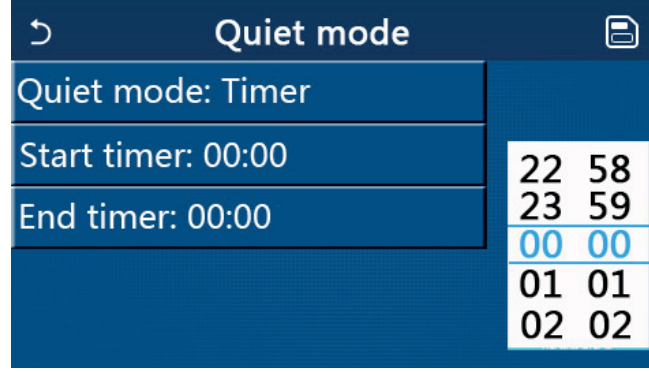 Quiet mode
Quiet mode: Timer
Start timer: 00:00
End timer: 00:00
22 58
23 59
00 00
01 01
02 02